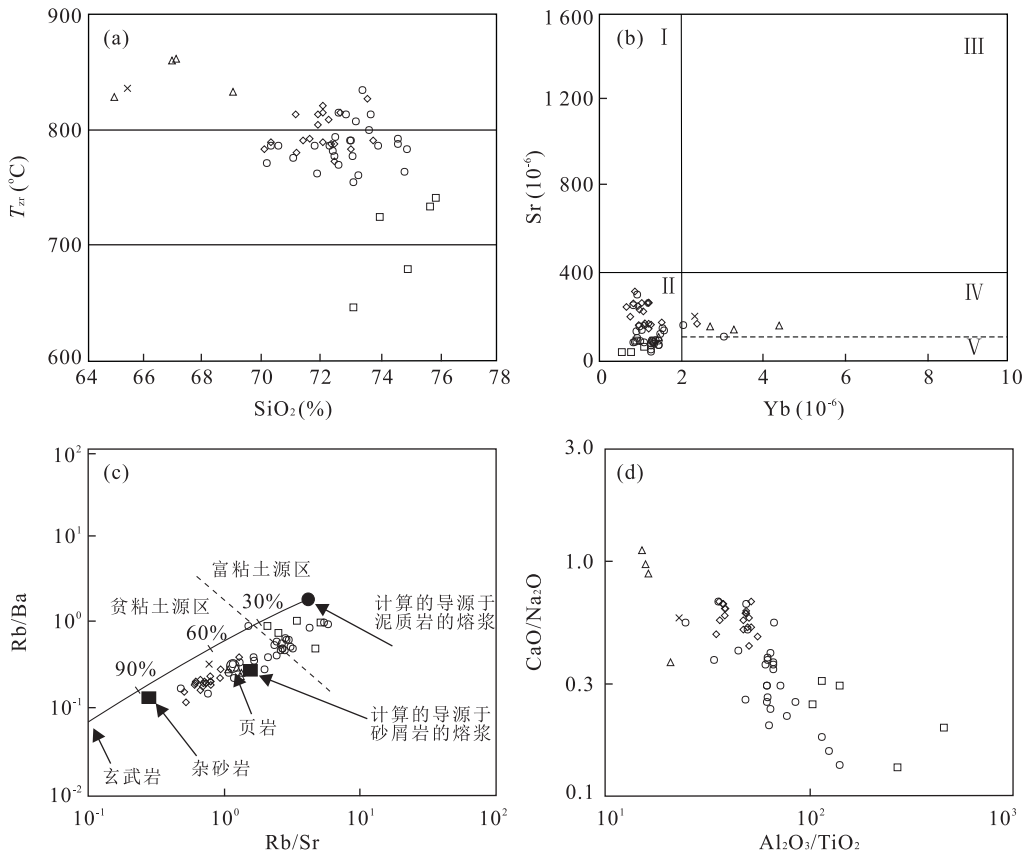 900
(a)
800
700
600
Tzr (°C)
64
66
68
70
72
74
76
78
SiO₂(%)
1 600
(b)
Ⅰ
Ⅲ
1 200
800
400
Ⅱ
Ⅳ
Ⅴ
0
Sr (10⁻⁶)
0
2
4
6
8
10
Yb (10⁻⁶)
10²
(c)
10¹
富粘土源区
贫粘土源区
30%
计算的导源于
泥质岩的熔浆
10⁰
60%
90%
10⁻¹
页岩
计算的导源于
砂屑岩的熔浆
杂砂岩
玄武岩
10⁻²
Rb/Ba
10⁻¹
10⁰
10¹
10²
Rb/Sr
3.0
(d)
1.0
0.3
0.1
CaO/Na₂O
10¹
10²
10³
Al₂O₃/TiO₂